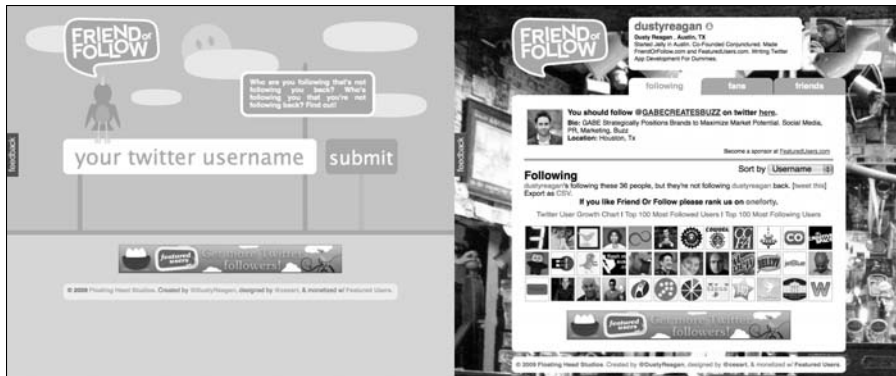 FRIEND or
FOLLOW
Who are you following that's not
following you back? Who's
following you that you're not
following back? Find out!
feedback
your twitter username
submit
featured
users
Get more Twitter
followers!
© 2009 Floating Head Studios. Created by @DustyReagan, designed by @ceeart, & monetized w/ Featured Users.
FRIEND or
FOLLOW
dustyreagan
Dusty Reagan . Austin, TX
Started Jelly in Austin. Co-Founded Conjunctured. Made
FriendOrFollow.com and FeaturedUsers.com. Writing Twitter
App Development For Dummies.
following
fans
friends
feedback
You should follow @GABECREATESBUZZ on twitter here.
Bio: GABE Strategically Positions Brands to Maximize Market Potential. Social Media,
PR, Marketing, Buzz
Location: Houston, Tx
Become a sponsor at FeaturedUsers.com
Following
Sort by Username
dustyreagan's following these 36 people, but they're not following dustyreagan back. [tweet this]
Export as CSV.
If you like Friend Or Follow please rank us on oneforty.
Twitter User Growth Chart | Top 100 Most Followed Users | Top 100 Most Following Users
CO
W
featured
users
Get more Twitter
followers!
© 2009 Floating Head Studios. Created by @DustyReagan, designed by @ceeart, & monetized w/ Featured Users.